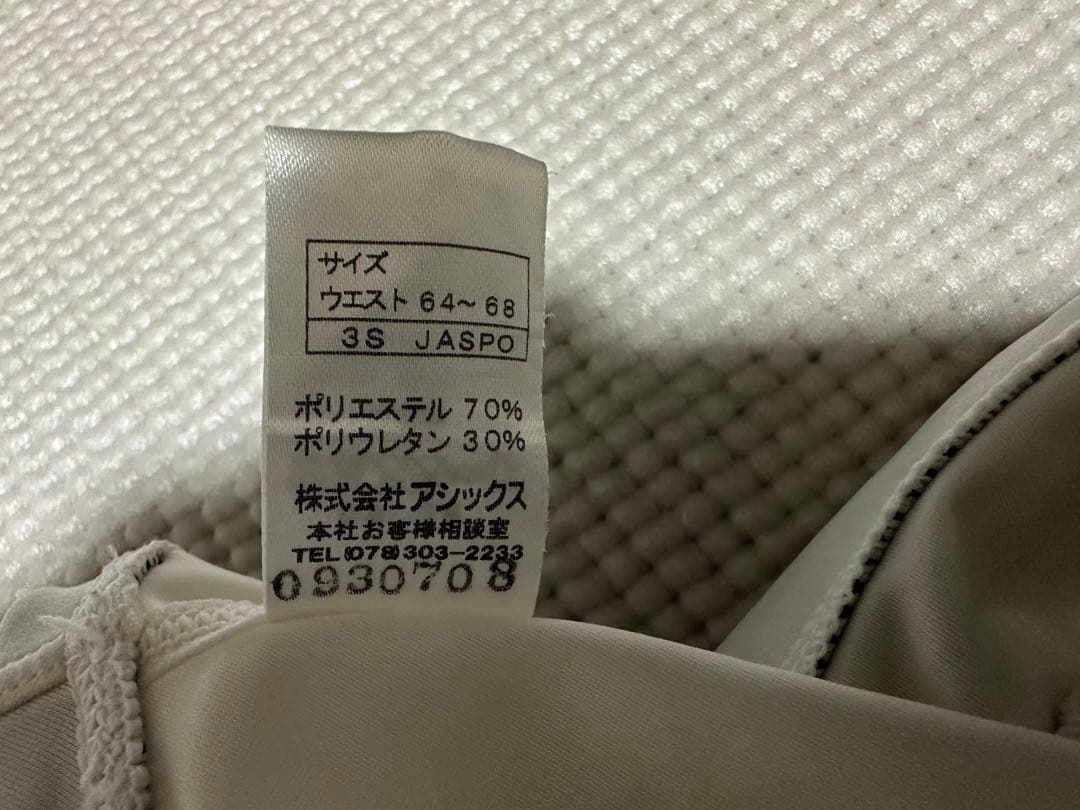 サイズ
ウエスト 64～68
3S JASPO
ポリエステル 70%
ポリウレタン 30%
株式会社アシックス
本社お客様相談室
TEL(078)303-2233
0930708